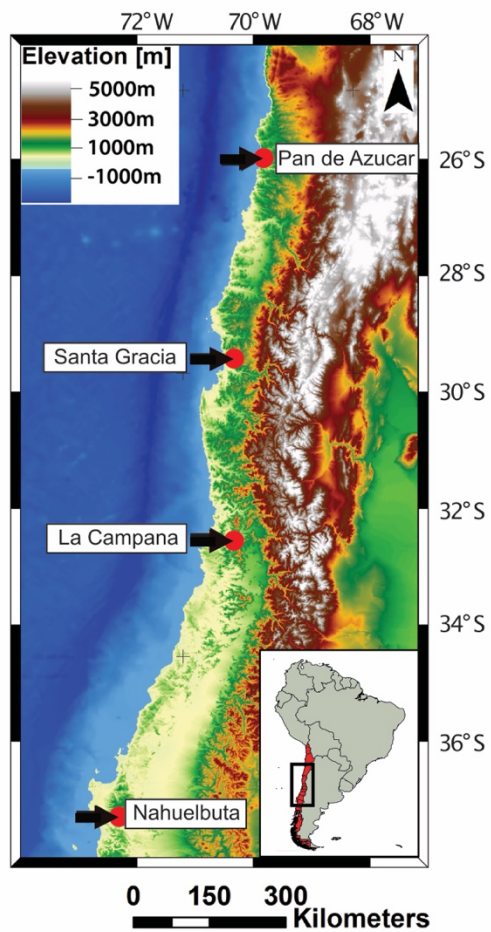 72°W 70°W 68°W
Elevation [m]
5000m
3000m
1000m
-1000m
N
Pan de Azucar
26°S
28°S
Santa Gracia
30°S
La Campana
32°S
34°S
36°S
Nahuelbuta
0 150 300
Kilometers